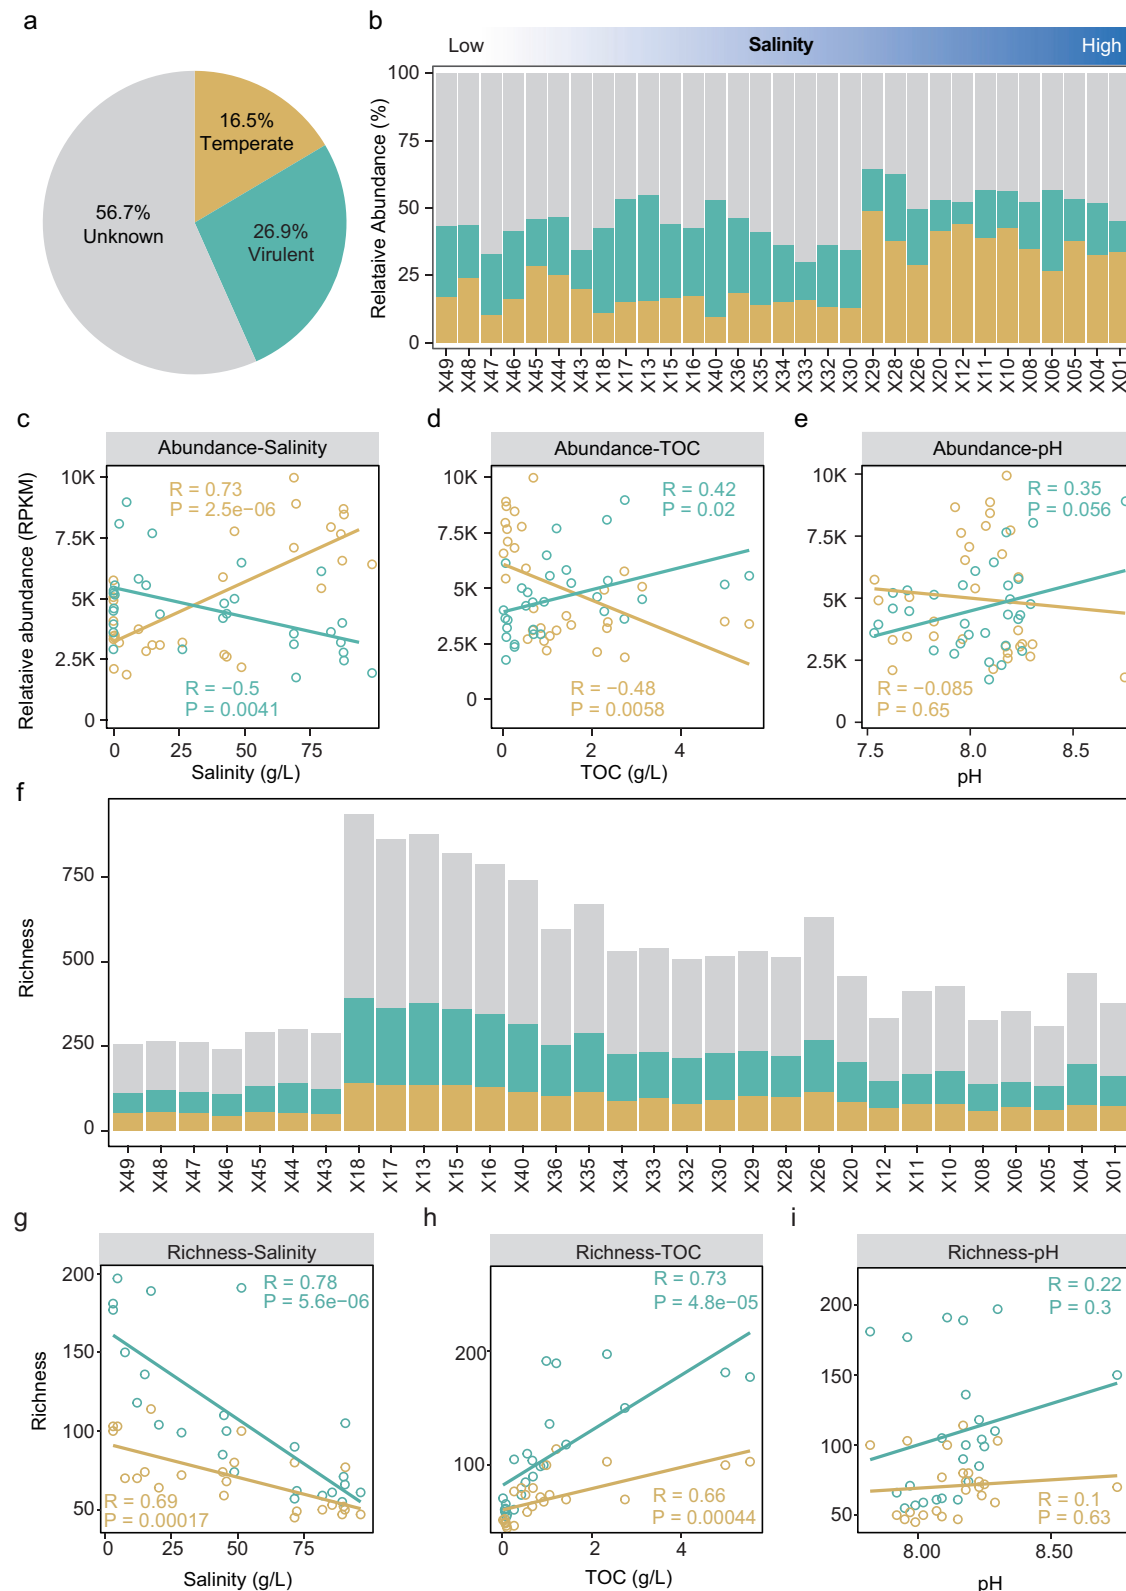 a
16.5%
Temperate
56.7%
Unknown
26.9%
Virulent
b
Low
Salinity
High
Relataive Abundance (%)
100
75
50
25
0
X49 X48 X47 X46 X45 X44 X43 X18 X17 X13 X15 X16 X40 X36 X35 X34 X33 X32 X30 X29 X28 X26 X20 X12 X11 X10 X08 X06 X05 X04 X01
c
Abundance-Salinity
Relataive abundance (RPKM)
10K
7.5K
5K
2.5K
0
R = 0.73
P = 2.5e−06
R = −0.5
P = 0.0041
0 25 50 75
Salinity (g/L)
d
Abundance-TOC
10K
7.5K
5K
2.5K
0
R = 0.42
P = 0.02
R = −0.48
P = 0.0058
0 2 4
TOC (g/L)
e
Abundance-pH
10K
7.5K
5K
2.5K
0
R = 0.35
P = 0.056
R = −0.085
P = 0.65
7.5 8.0 8.5
pH
f
Richness
750
500
250
0
X49 X48 X47 X46 X45 X44 X43 X18 X17 X13 X15 X16 X40 X36 X35 X34 X33 X32 X30 X29 X28 X26 X20 X12 X11 X10 X08 X06 X05 X04 X01
g
Richness-Salinity
Richness
200
150
100
50
R = 0.78
P = 5.6e−06
R = 0.69
P = 0.00017
0 25 50 75
Salinity (g/L)
h
Richness-TOC
200
100
R = 0.73
P = 4.8e−05
R = 0.66
P = 0.00044
0 2 4
TOC (g/L)
i
Richness-pH
200
150
100
50
R = 0.22
P = 0.3
R = 0.1
P = 0.63
8.00 8.50
pH